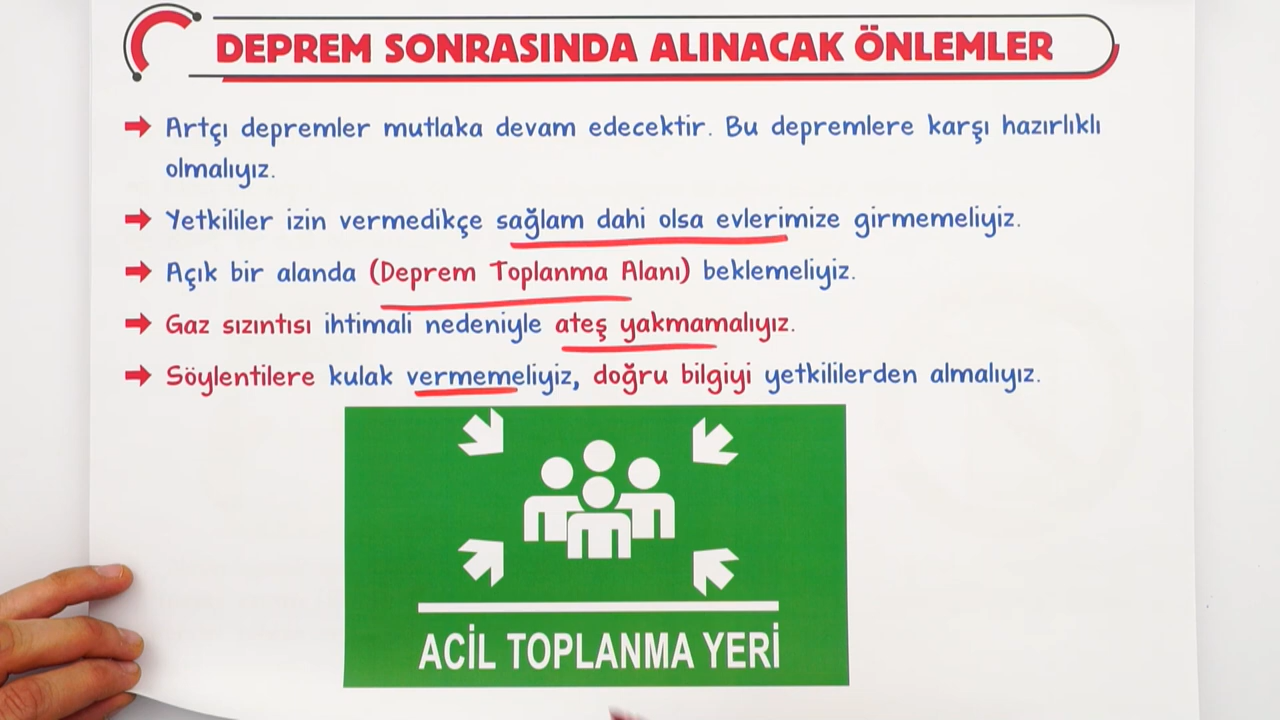 DEPREM SONRASINDA ALINACAK ÖNLEMLER
Artçı depremler mutlaka devam edecektir. Bu depremlere karşı hazırlıklı
olmalıyız.
Yetkililer izin vermedikçe sağlam dahi olsa evlerimize girmemeliyiz.
Açık bir alanda (Deprem Toplanma Alanı) beklemeliyiz.
Gaz sızıntısı ihtimali nedeniyle ateş yakmamalıyız.
Söylentilere kulak vermemeliyiz, doğru bilgiyi yetkililerden almalıyız.
ACİL TOPLANMA YERİ